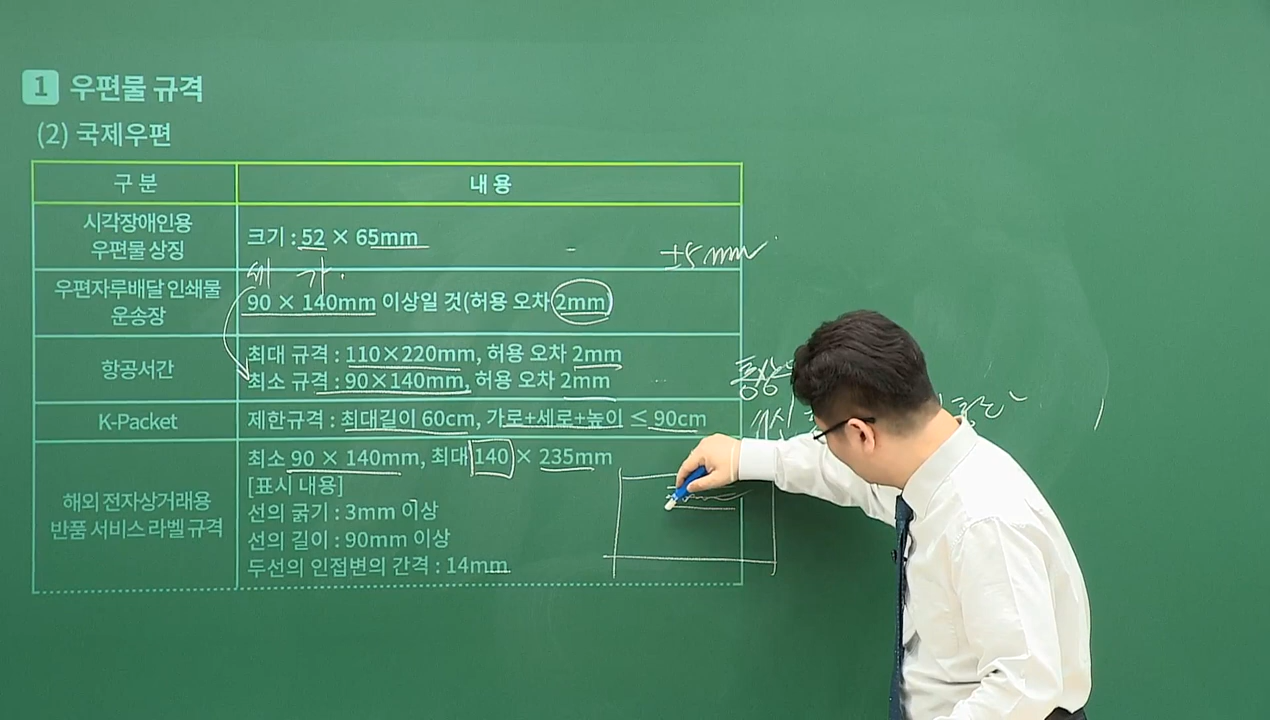 1 우편물 규격
(2) 국제우편
구 분
내 용
시각장애인용
우편물 상징
크기 : 52 × 65mm
±5mm
세 가.
우편자루배달 인쇄물
운송장
90 × 140mm 이상일 것(허용 오차 2mm)
항공서간
최대 규격 : 110×220mm, 허용 오차 2mm
최소 규격 : 90×140mm, 허용 오차 2mm
K-Packet
제한규격 : 최대길이 60cm, 가로+세로+높이 ≤ 90cm
해외 전자상거래용
반품 서비스 라벨 규격
최소 90 × 140mm, 최대 140 × 235mm
[표시 내용]
선의 굵기 : 3mm 이상
선의 길이 : 90mm 이상
두선의 인접변의 간격 : 14mm